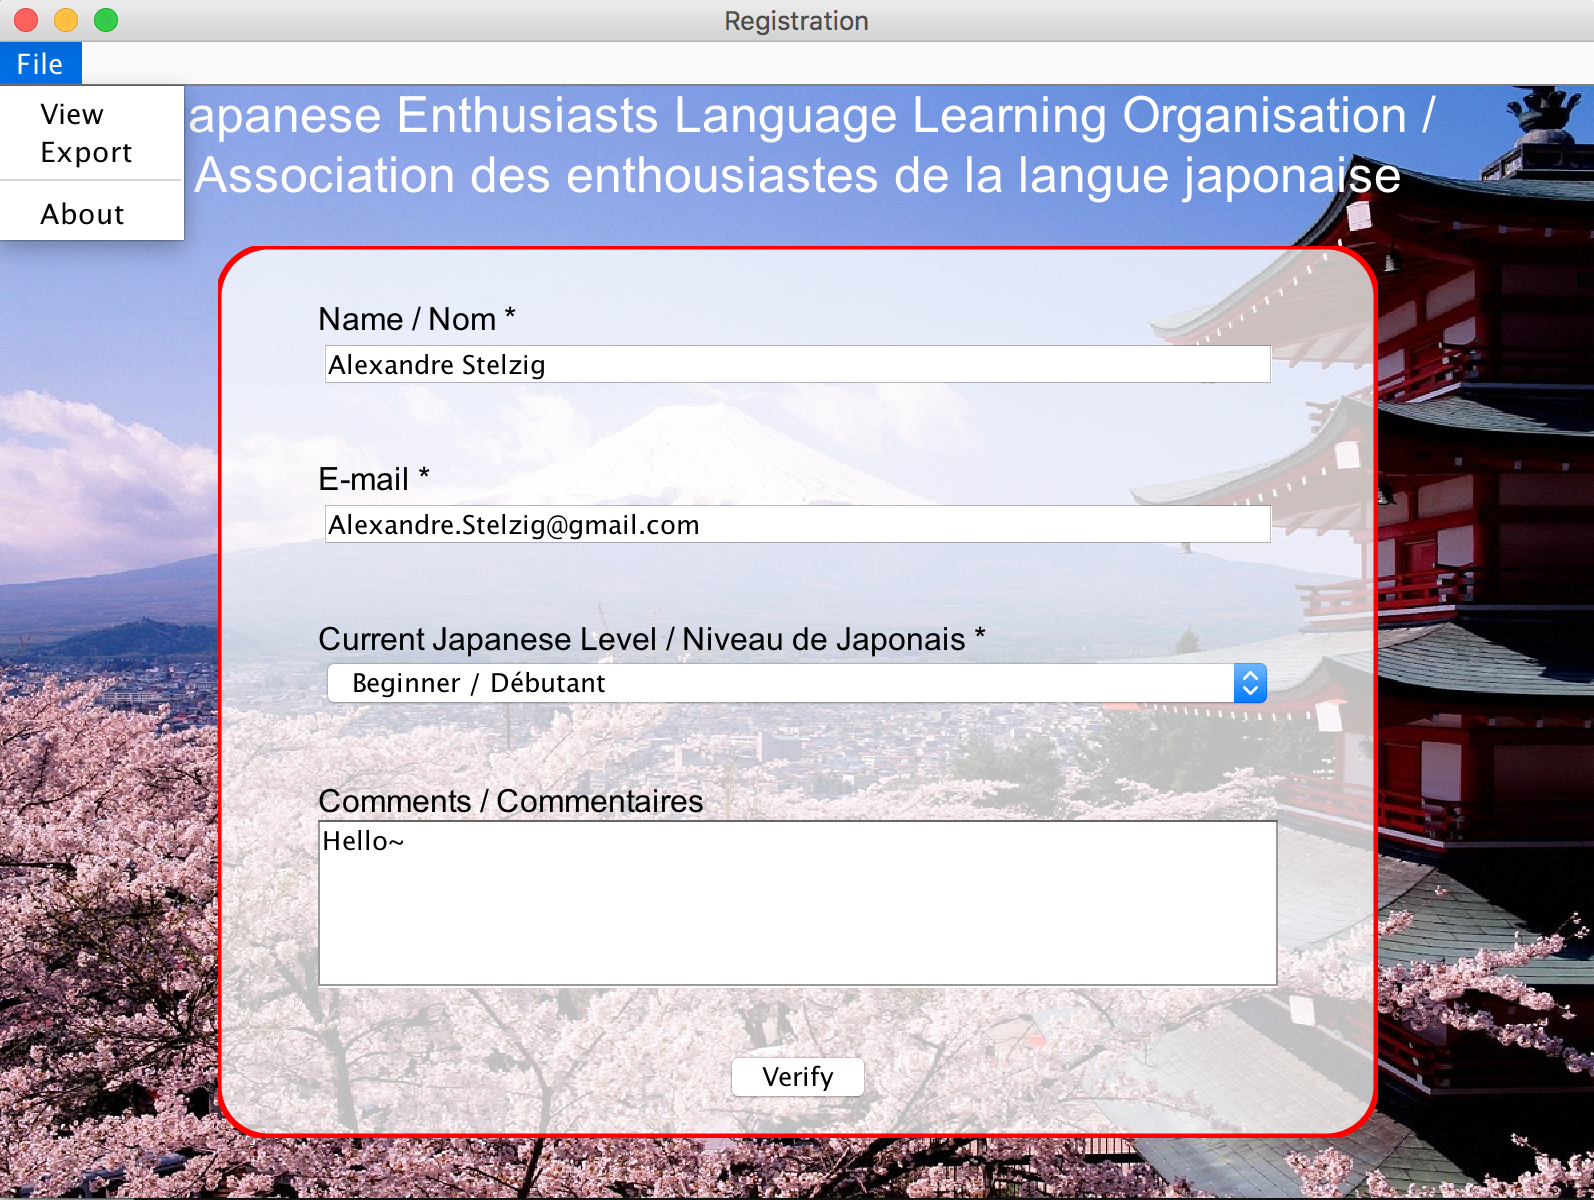 Registration
File
View
Export
About
apanese Enthusiasts Language Learning Organisation /
Association des enthousiastes de la langue japonaise
Name / Nom *
Alexandre Stelzig
E-mail *
Alexandre.Stelzig@gmail.com
Current Japanese Level / Niveau de Japonais *
Beginner / Débutant
Comments / Commentaires
Hello~
Verify